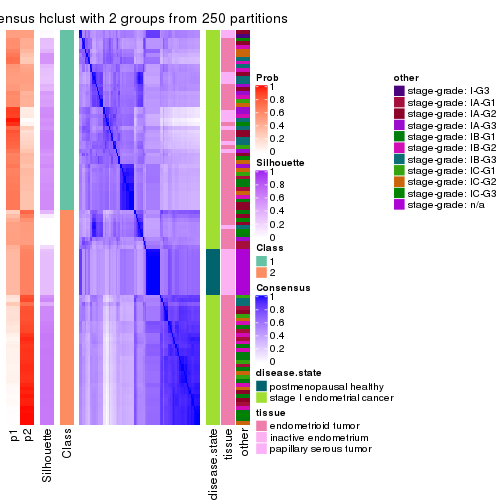 ensus hclust with 2 groups from 250 partitions
Prob
1
0.8
0.6
0.4
0.2
0
Silhouette
1
0.8
0.6
0.4
0.2
0
Class
1
2
Consensus
1
0.8
0.6
0.4
0.2
0
disease.state
postmenopausal healthy
stage I endometrial cancer
tissue
endometrioid tumor
inactive endometrium
papillary serous tumor
other
stage-grade: I-G3
stage-grade: IA-G1
stage-grade: IA-G2
stage-grade: IA-G3
stage-grade: IB-G1
stage-grade: IB-G2
stage-grade: IB-G3
stage-grade: IC-G1
stage-grade: IC-G2
stage-grade: IC-G3
stage-grade: n/a
p1
p2
Silhouette
Class
disease.state
tissue
other